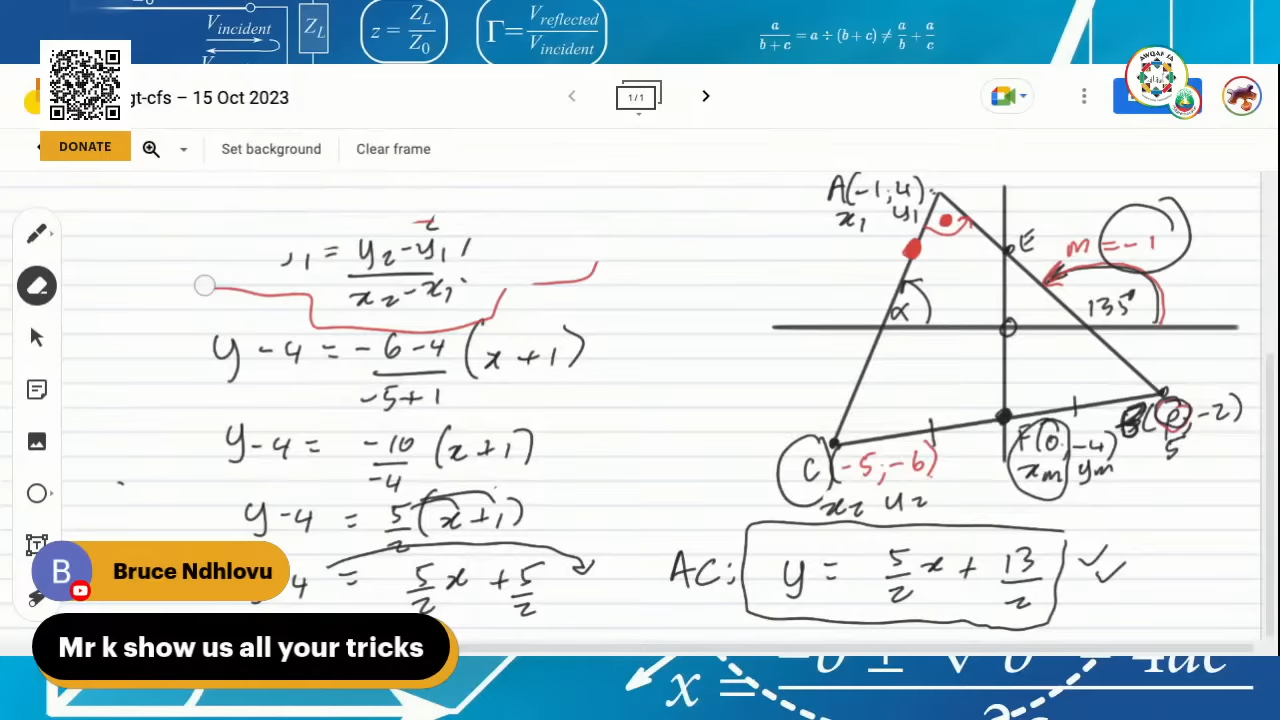 V incident
Z_L
z = Z_L/Z_0
Γ = V_reflected/V_incident
a/(b+c) = a ÷ (b + c) ≠ a/b + a/c
AWQAF SA
gt-cfs – 15 Oct 2023
1/1
DONATE
Set background
Clear frame
= y₂ - y₁ / x₂ - x₁
y - 4 = -6 - 4 / -5 + 1 (x + 1)
y - 4 = -10/-4 (x + 1)
y - 4 = 5/2 (x + 1)
4 = 5/2 x + 5/2
A(-1; 4)
x₁ y₁
E
m = -1
α
135°
-2)
5
F(0; -4)
xm ym
C(-5; -6)
x₂ y₂
AC: y = 5/2 x + 13/2
B Bruce Ndhlovu
Mr k show us all your tricks
x =